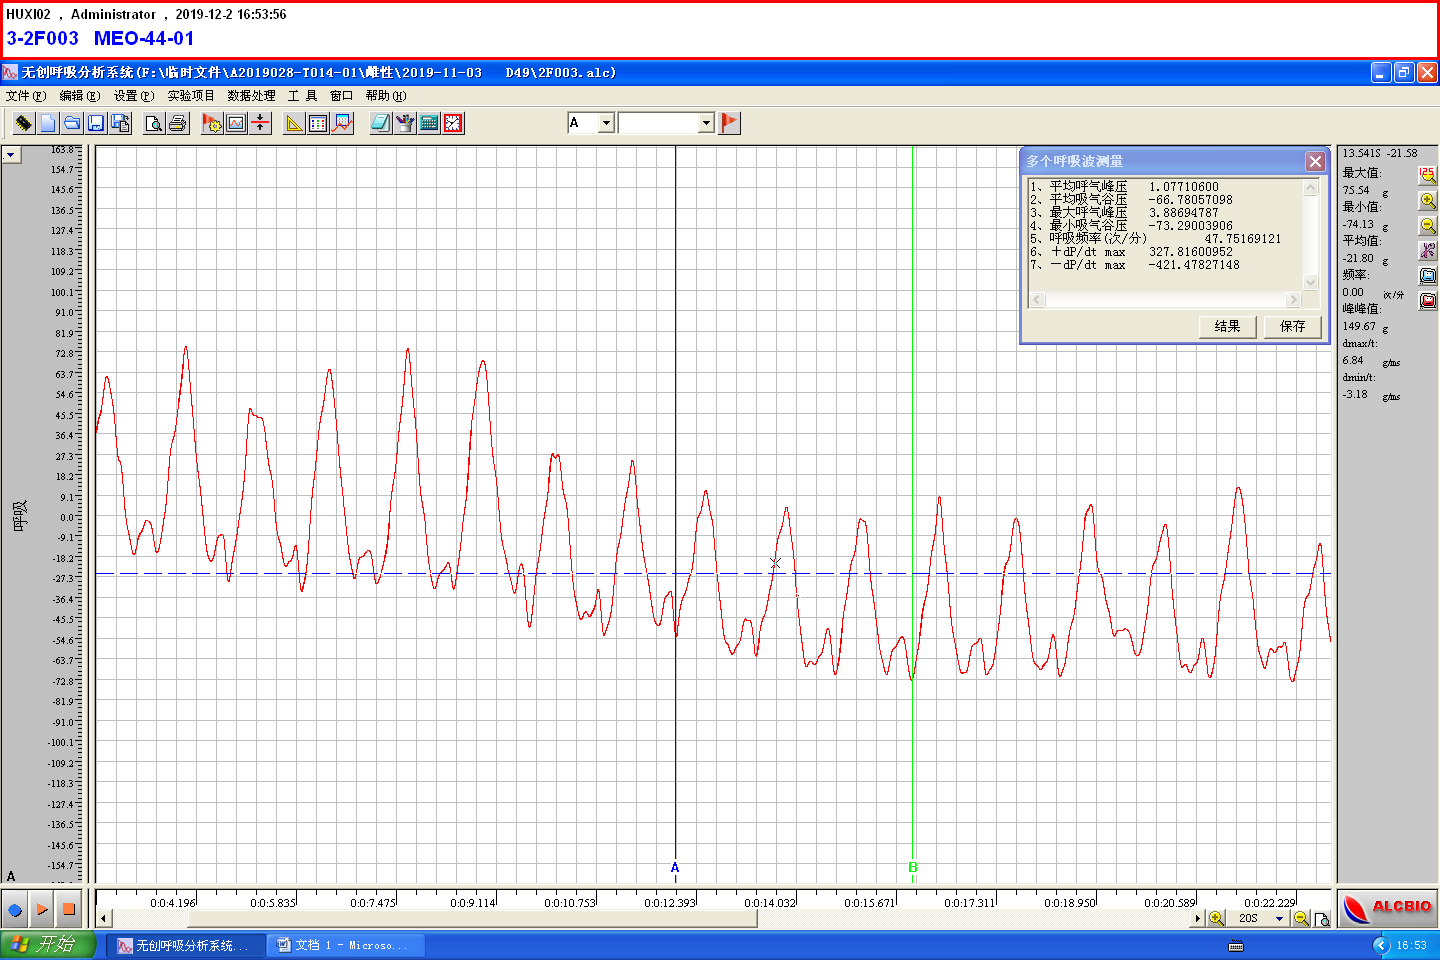 HUXI02 , Administrator , 2019-12-2 16:53:56
3-2F003 MEO-44-01
无创呼吸分析系统(F:\临时文件\A2019028-T014-01\雌性\2019-11-03 D49\2F003.alc)
文件(F) 编辑(E) 设置(P) 实验项目 数据处理 工 具 窗口 帮助(H)
A
163.8
154.7
145.6
136.5
127.4
118.3
109.2
100.1
91.0
81.9
72.8
63.7
54.6
45.5
36.4
27.3
18.2
9.1
0.0
-9.1
-18.2
-27.3
-36.4
-45.5
-54.6
-63.7
-72.8
-81.9
-91.0
-100.1
-109.2
-118.3
-127.4
-136.5
-145.6
-154.7
呼吸
A
多个呼吸波测量
1、平均呼气峰压 1.07710600
2、平均吸气谷压 -66.78057098
3、最大呼气峰压 3.88694787
4、最小吸气谷压 -73.29003906
5、呼吸频率(次/分) 47.75169121
6、＋dP/dt max 327.81600952
7、－dP/dt max -421.47827148
结果 保存
13.541S -21.58
最大值:
75.54 g
最小值:
-74.13 g
平均值:
-21.80 g
频率:
0.00 次/分
峰峰值:
149.67 g
dmax/t:
6.84 g/ms
dmin/t:
-3.18 g/ms
125
A B
0:0:4.196 0:0:5.835 0:0:7.475 0:0:9.114 0:0:10.753 0:0:12.393 0:0:14.032 0:0:15.671 0:0:17.311 0:0:18.950 0:0:20.589 0:0:22.229
20S
ALCBIO
开始 无创呼吸分析系统... 文档 1 - Microso... 16:53